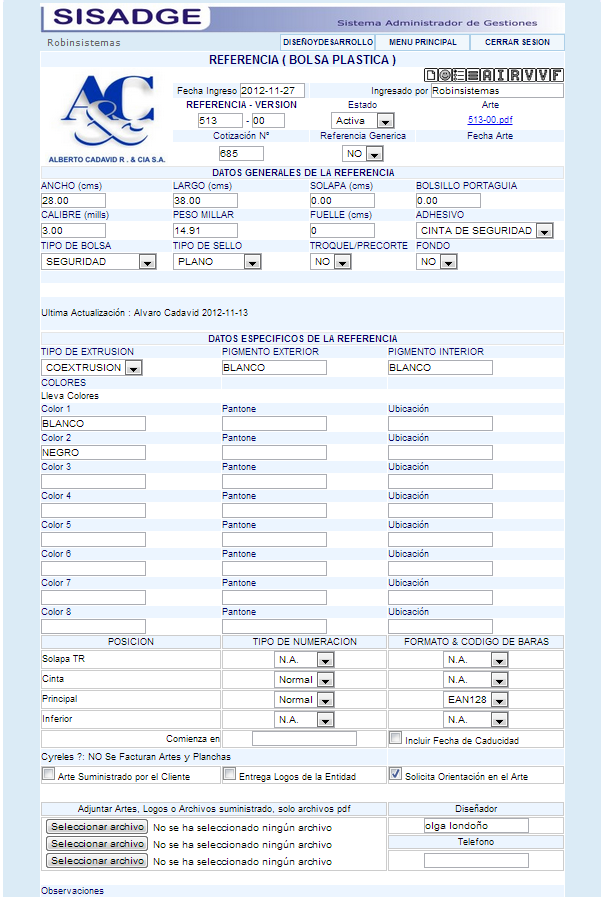 SISADGE
Sistema Administrador de Gestiones
Robinsistemas
DISEÑOYDESARROLLO MENU PRINCIPAL CERRAR SESION
REFERENCIA ( BOLSA PLASTICA )
A I R V V F
Fecha Ingreso 2012-11-27 Ingresado por Robinsistemas
REFERENCIA - VERSION Estado Arte
513 - 00 Activa 513-00.pdf
Cotización Nº Referencia Generica Fecha Arte
685 NO
A&C
ALBERTO CADAVID R . & CIA S.A.
DATOS GENERALES DE LA REFERENCIA
ANCHO (cms) LARGO (cms) SOLAPA (cms) BOLSILLO PORTAGUIA
28.00 38.00 0.00 0.00
CALIBRE (mills) PESO MILLAR FUELLE (cms) ADHESIVO
3.00 14.91 0 CINTA DE SEGURIDAD
TIPO DE BOLSA TIPO DE SELLO TROQUEL/PRECORTE FONDO
SEGURIDAD PLANO NO NO
Ultima Actualización : Alvaro Cadavid 2012-11-13
DATOS ESPECIFICOS DE LA REFERENCIA
TIPO DE EXTRUSION PIGMENTO EXTERIOR PIGMENTO INTERIOR
COEXTRUSION BLANCO BLANCO
COLORES
Lleva Colores
Color 1 Pantone Ubicación
BLANCO
Color 2 Pantone Ubicación
NEGRO
Color 3 Pantone Ubicación
Color 4 Pantone Ubicación
Color 5 Pantone Ubicación
Color 6 Pantone Ubicación
Color 7 Pantone Ubicación
Color 8 Pantone Ubicación
POSICION TIPO DE NUMERACION FORMATO & CODIGO DE BARAS
Solapa TR N.A. N.A.
Cinta Normal N.A.
Principal Normal EAN128
Inferior N.A. N.A.
Comienza en Incluir Fecha de Caducidad
Cyreles ?: NO Se Facturan Artes y Planchas
Arte Suministrado por el Cliente Entrega Logos de la Entidad Solicita Orientación en el Arte
Adjuntar Artes, Logos o Archivos suministrado, solo archivos pdf Diseñador
Seleccionar archivo No se ha seleccionado ningún archivo olga londoño
Seleccionar archivo No se ha seleccionado ningún archivo Telefono
Seleccionar archivo No se ha seleccionado ningún archivo
Observaciones